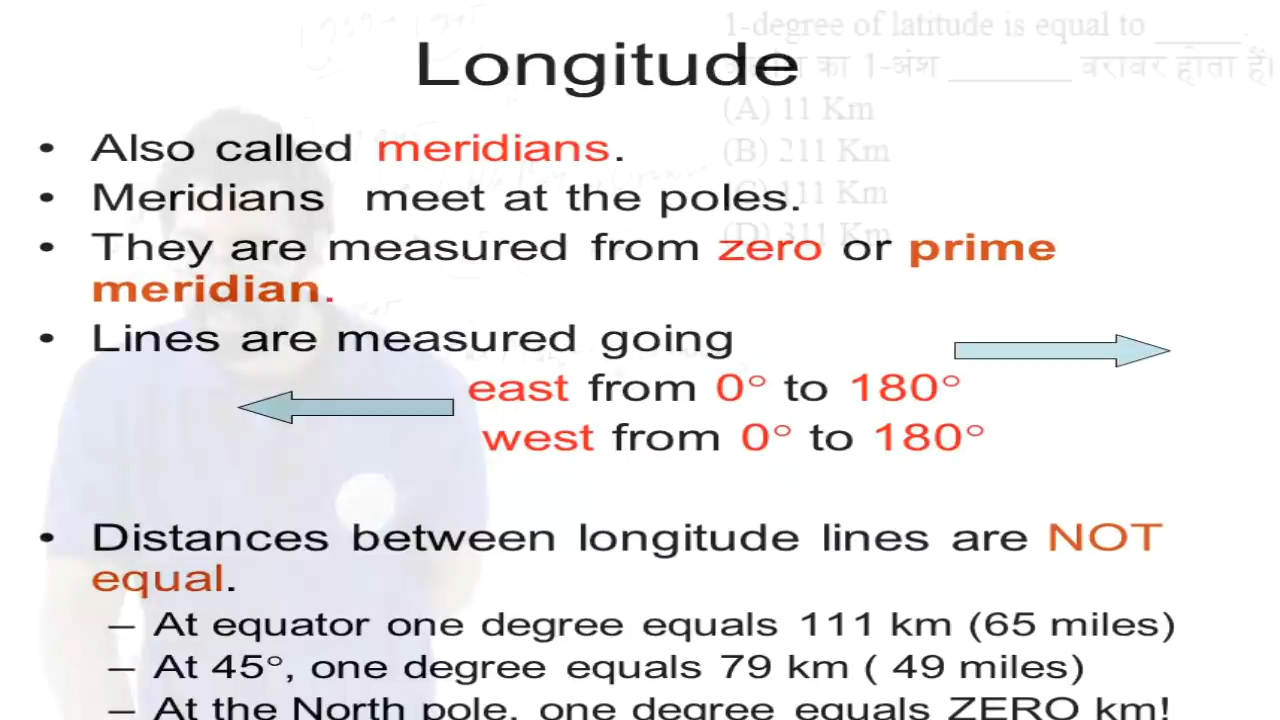 1-degree of latitude is equal to _____.
का 1-अंश _______ बराबर होता है।
Longitude
(A) 11 Km
• Also called meridians.
(B) 211 Km
• Meridians meet at the poles.
(C) 111 Km
(D) 311 Km
• They are measured from zero or prime
meridian.
• Lines are measured going
east from 0° to 180°
west from 0° to 180°
• Distances between longitude lines are NOT
equal.
– At equator one degree equals 111 km (65 miles)
– At 45°, one degree equals 79 km ( 49 miles)
– At the North pole, one degree equals ZERO km!